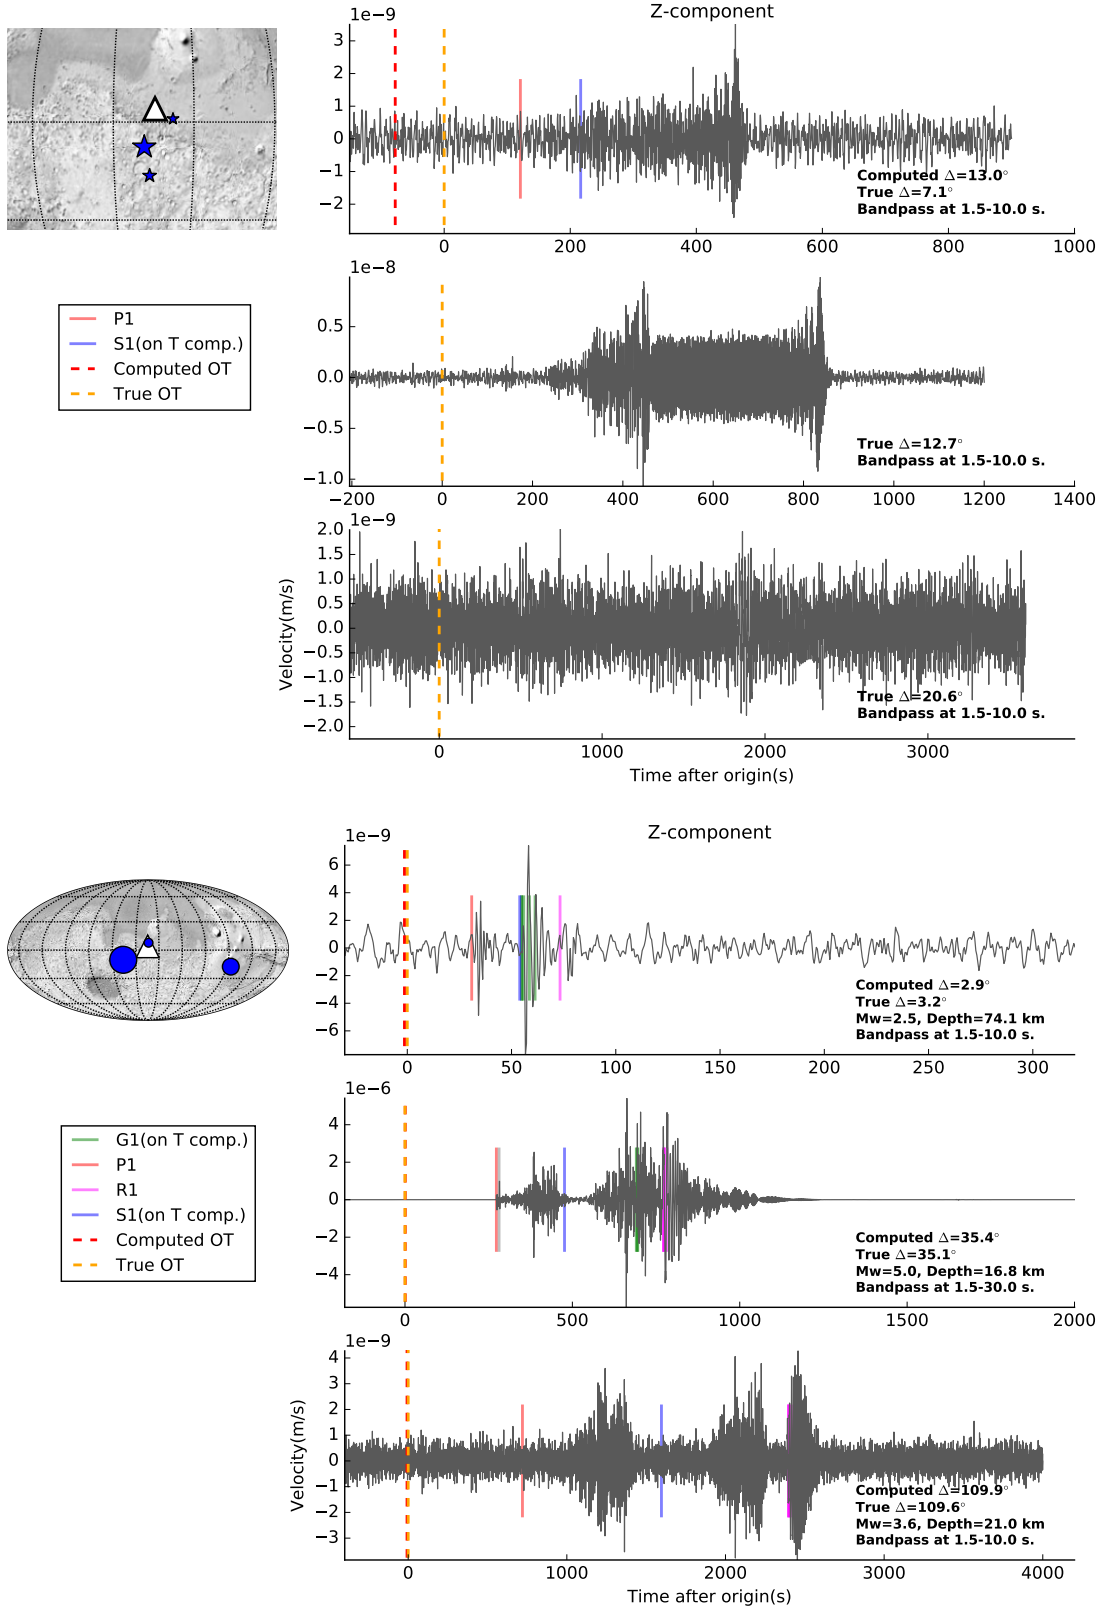 Z-component
1e−9
3
2
1
0
−1
−2
Computed Δ=13.0°
True Δ=7.1°
Bandpass at 1.5-10.0 s.
0 200 400 600 800 1000
P1
S1(on T comp.)
Computed OT
True OT
1e−8
0.5
0.0
−0.5
−1.0
True Δ=12.7°
Bandpass at 1.5-10.0 s.
−200 0 200 400 600 800 1000 1200 1400
1e−9
2.0
1.5
1.0
0.5
0.0
−0.5
−1.0
−1.5
−2.0
Velocity(m/s)
True Δ=20.6°
Bandpass at 1.5-10.0 s.
0 1000 2000 3000
Time after origin(s)
Z-component
1e−9
6
4
2
0
−2
−4
−6
Computed Δ=2.9°
True Δ=3.2°
Mw=2.5, Depth=74.1 km
Bandpass at 1.5-10.0 s.
0 50 100 150 200 250 300
G1(on T comp.)
P1
R1
S1(on T comp.)
Computed OT
True OT
1e−6
4
2
0
−2
−4
Computed Δ=35.4°
True Δ=35.1°
Mw=5.0, Depth=16.8 km
Bandpass at 1.5-30.0 s.
0 500 1000 1500 2000
1e−9
4
3
2
1
0
−1
−2
−3
Velocity(m/s)
Computed Δ=109.9°
True Δ=109.6°
Mw=3.6, Depth=21.0 km
Bandpass at 1.5-10.0 s.
0 1000 2000 3000 4000
Time after origin(s)